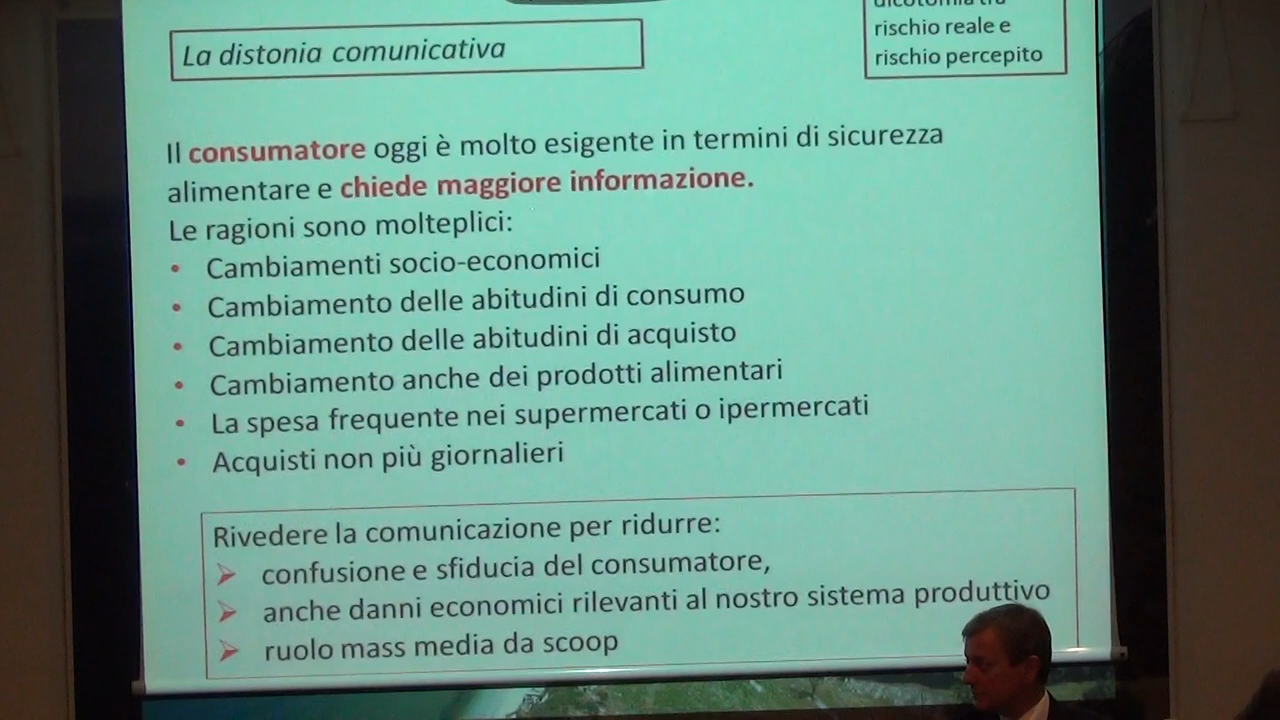 La distonia comunicativa
rischio reale e
rischio percepito
Il consumatore oggi è molto esigente in termini di sicurezza
alimentare e chiede maggiore informazione.
Le ragioni sono molteplici:
• Cambiamenti socio-economici
• Cambiamento delle abitudini di consumo
• Cambiamento delle abitudini di acquisto
• Cambiamento anche dei prodotti alimentari
• La spesa frequente nei supermercati o ipermercati
• Acquisti non più giornalieri
Rivedere la comunicazione per ridurre:
➢ confusione e sfiducia del consumatore,
➢ anche danni economici rilevanti al nostro sistema produttivo
➢ ruolo mass media da scoop